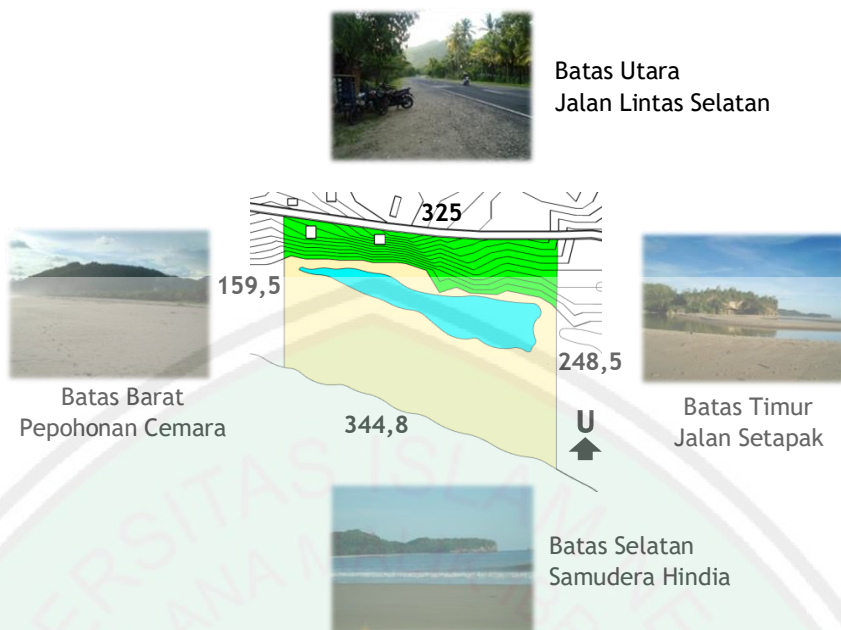 Batas Utara
Jalan Lintas Selatan
325
159,5
248,5
Batas Barat
Pepohonan Cemara
344,8
U
Batas Timur
Jalan Setapak
Batas Selatan
Samudera Hindia